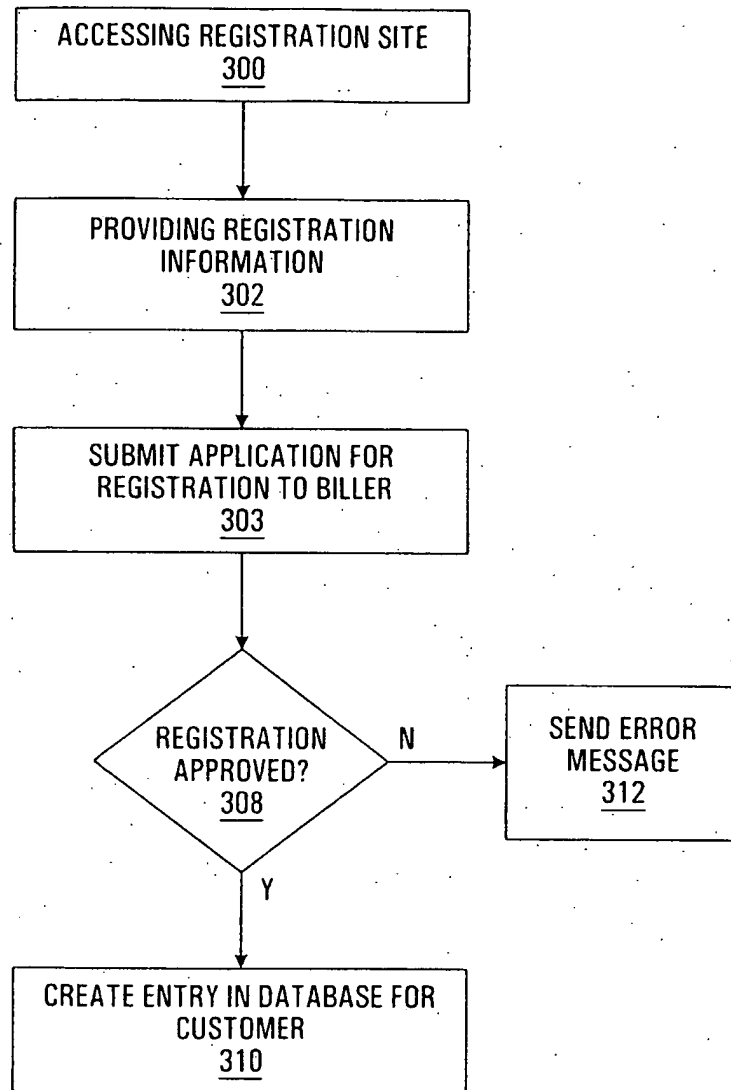 ACCESSING REGISTRATION SITE
300
PROVIDING REGISTRATION
INFORMATION
302
SUBMIT APPLICATION FOR
REGISTRATION TO BILLER
303
REGISTRATION
APPROVED?
308
N
SEND ERROR
MESSAGE
312
Y
CREATE ENTRY IN DATABASE FOR
CUSTOMER
310